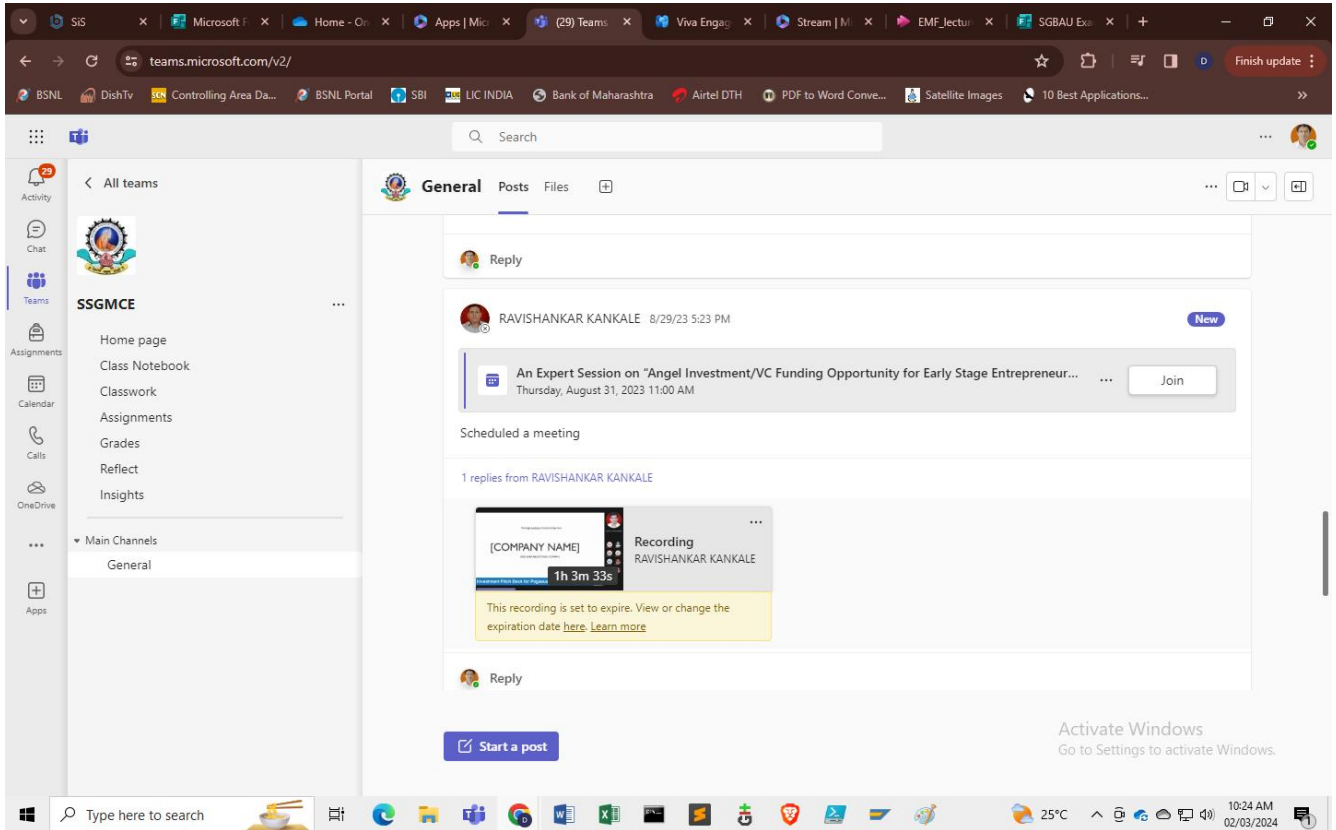 SiS
Microsoft F
Home - On
Apps | Micr
(29) Teams
Viva Engag
Stream | Mi
EMF_lectur
SGBAU Exa
teams.microsoft.com/v2/
D
Finish update
BSNL
DishTv
Controlling Area Da...
BSNL Portal
SBI
LIC INDIA
Bank of Maharashtra
Airtel DTH
PDF to Word Conve...
Satellite Images
10 Best Applications...
Search
29
Activity
Chat
Teams
Assignments
Calendar
Calls
OneDrive
Apps
All teams
SSGMCE
Home page
Class Notebook
Classwork
Assignments
Grades
Reflect
Insights
Main Channels
General
General Posts Files
Reply
RAVISHANKAR KANKALE 8/29/23 5:23 PM
New
An Expert Session on "Angel Investment/VC Funding Opportunity for Early Stage Entrepreneur...
Thursday, August 31, 2023 11:00 AM
Join
Scheduled a meeting
1 replies from RAVISHANKAR KANKALE
[COMPANY NAME]
1h 3m 33s
Recording
RAVISHANKAR KANKALE
This recording is set to expire. View or change the
expiration date here. Learn more
Reply
Start a post
Activate Windows
Go to Settings to activate Windows.
Type here to search
25°C
10:24 AM
02/03/2024
1